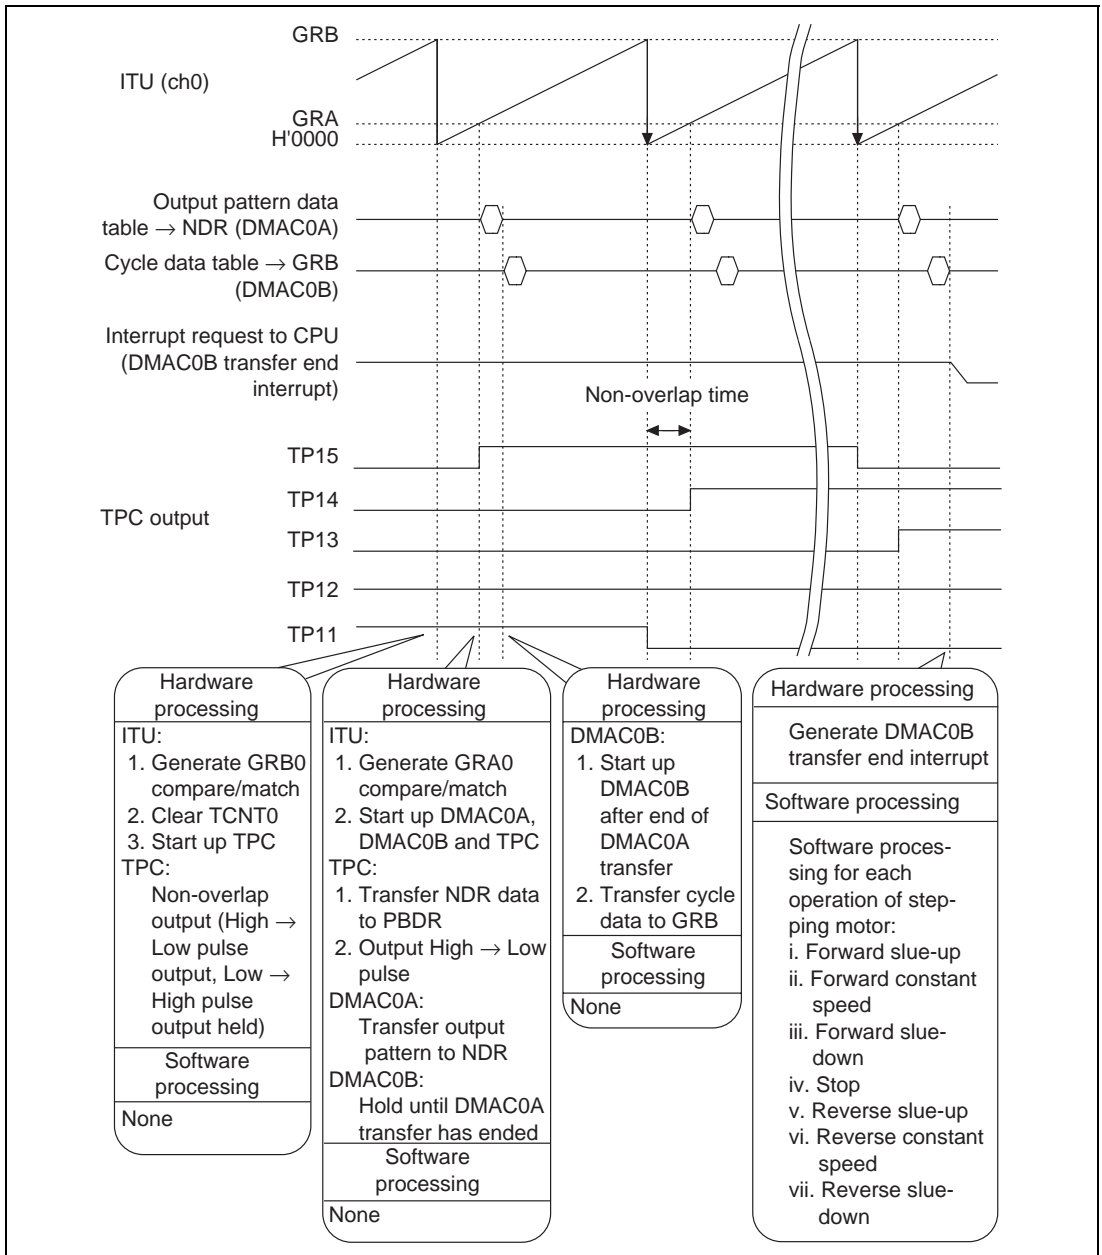 GRB
ITU (ch0)
GRA
H'0000
Output pattern data
table → NDR (DMAC0A)
Cycle data table → GRB
(DMAC0B)
Interrupt request to CPU
(DMAC0B transfer end
interrupt)
Non-overlap time
TP15
TP14
TPC output
TP13
TP12
TP11
Hardware
processing
ITU:
1. Generate GRB0
compare/match
2. Clear TCNT0
3. Start up TPC
TPC:
Non-overlap
output (High →
Low pulse
output, Low →
High pulse
output held)
Software
processing
None
Hardware
processing
ITU:
1. Generate GRA0
compare/match
2. Start up DMAC0A,
DMAC0B and TPC
TPC:
1. Transfer NDR data
to PBDR
2. Output High → Low
pulse
DMAC0A:
Transfer output
pattern to NDR
DMAC0B:
Hold until DMAC0A
transfer has ended
Software
processing
None
Hardware
processing
DMAC0B:
1. Start up
DMAC0B
after end of
DMAC0A
transfer
2. Transfer cycle
data to GRB
Software
processing
None
Hardware processing
Generate DMAC0B
transfer end interrupt
Software processing
Software proces-
sing for each
operation of step-
ping motor:
i. Forward slue-up
ii. Forward constant
speed
iii. Forward slue-
down
iv. Stop
v. Reverse slue-up
vi. Reverse constant
speed
vii. Reverse slue-
down